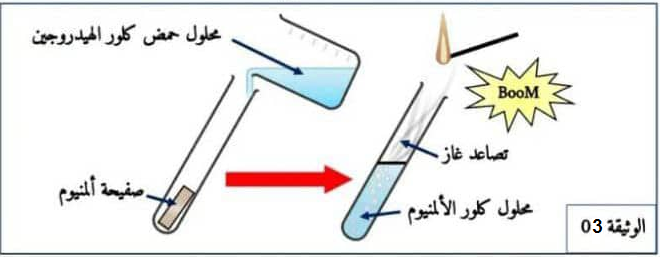 محلول حمض كلور الهيدروجين
BooM
تصاعد غاز
صفيحة ألمنيوم
محلول كلور الألمنيوم
الوثيقة 03